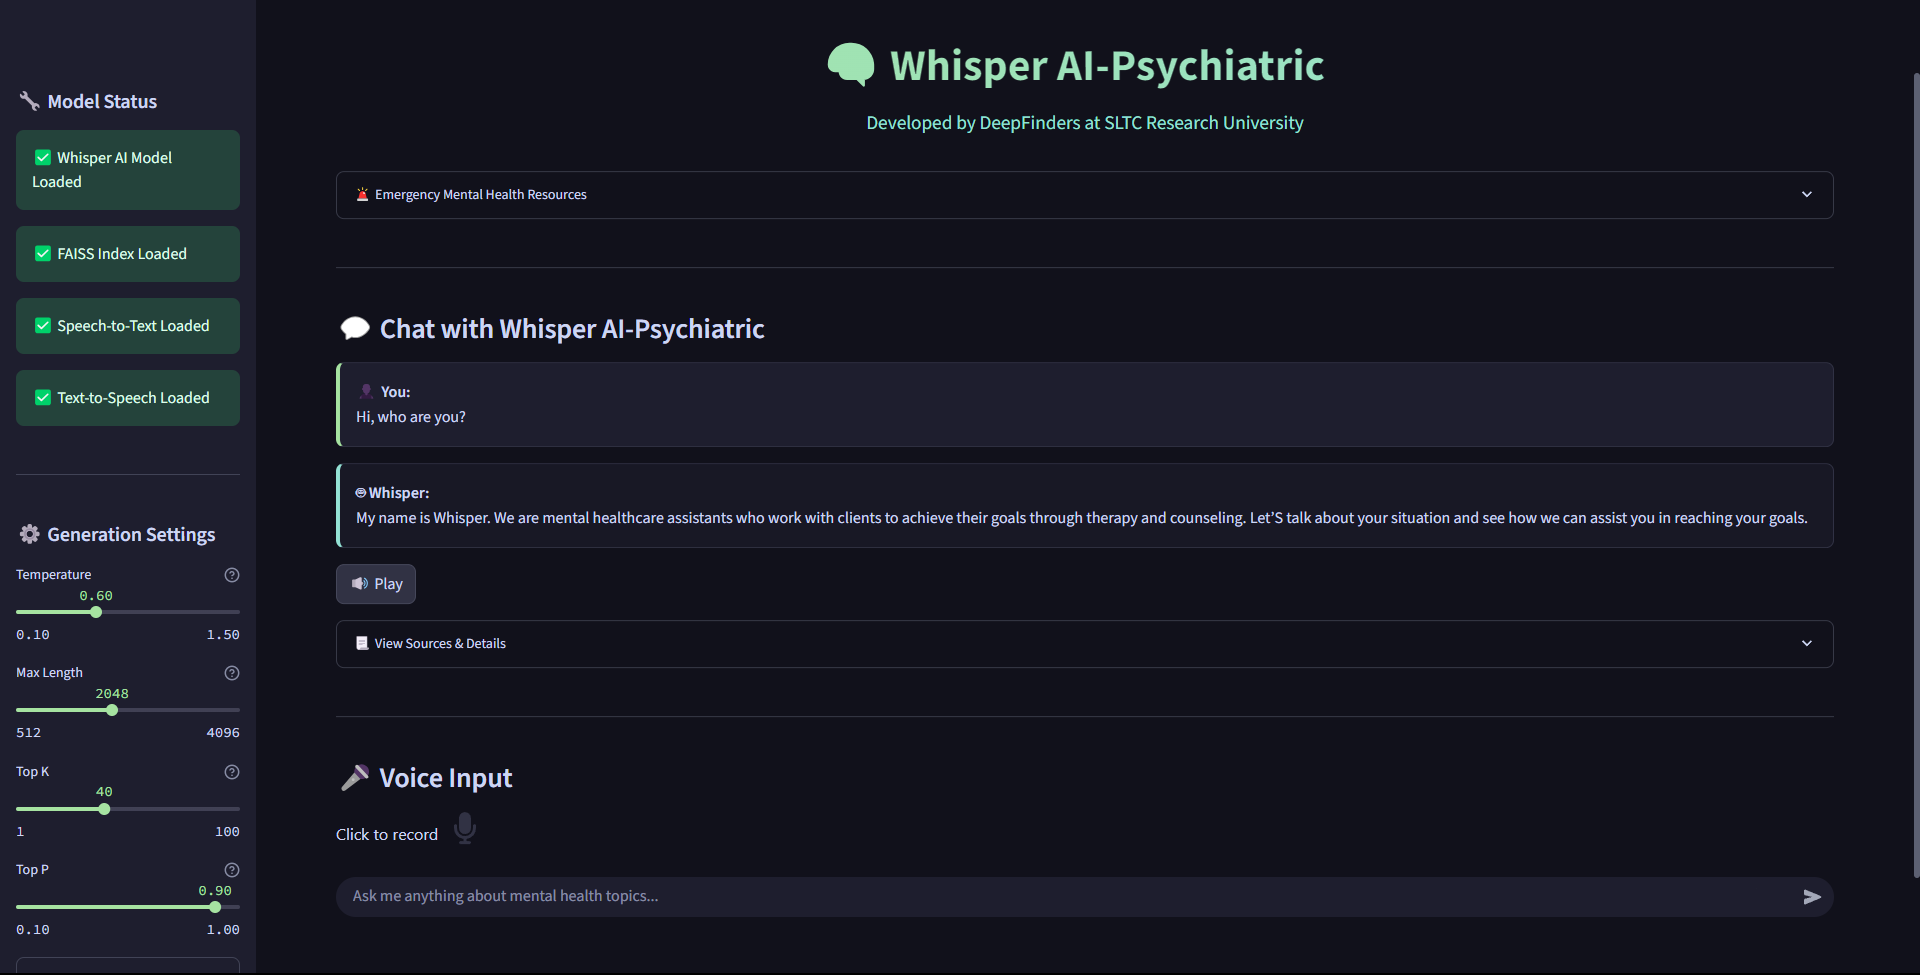 Model Status
Whisper AI Model
Loaded
FAISS Index Loaded
Speech-to-Text Loaded
Text-to-Speech Loaded
Generation Settings
Temperature
0.60
0.10 1.50
Max Length
2048
512 4096
Top K
40
1 100
Top P
0.90
0.10 1.00
Whisper AI-Psychiatric
Developed by DeepFinders at SLTC Research University
Emergency Mental Health Resources
Chat with Whisper AI-Psychiatric
You:
Hi, who are you?
Whisper:
My name is Whisper. We are mental healthcare assistants who work with clients to achieve their goals through therapy and counseling. Let'S talk about your situation and see how we can assist you in reaching your goals.
Play
View Sources & Details
Voice Input
Click to record
Ask me anything about mental health topics...